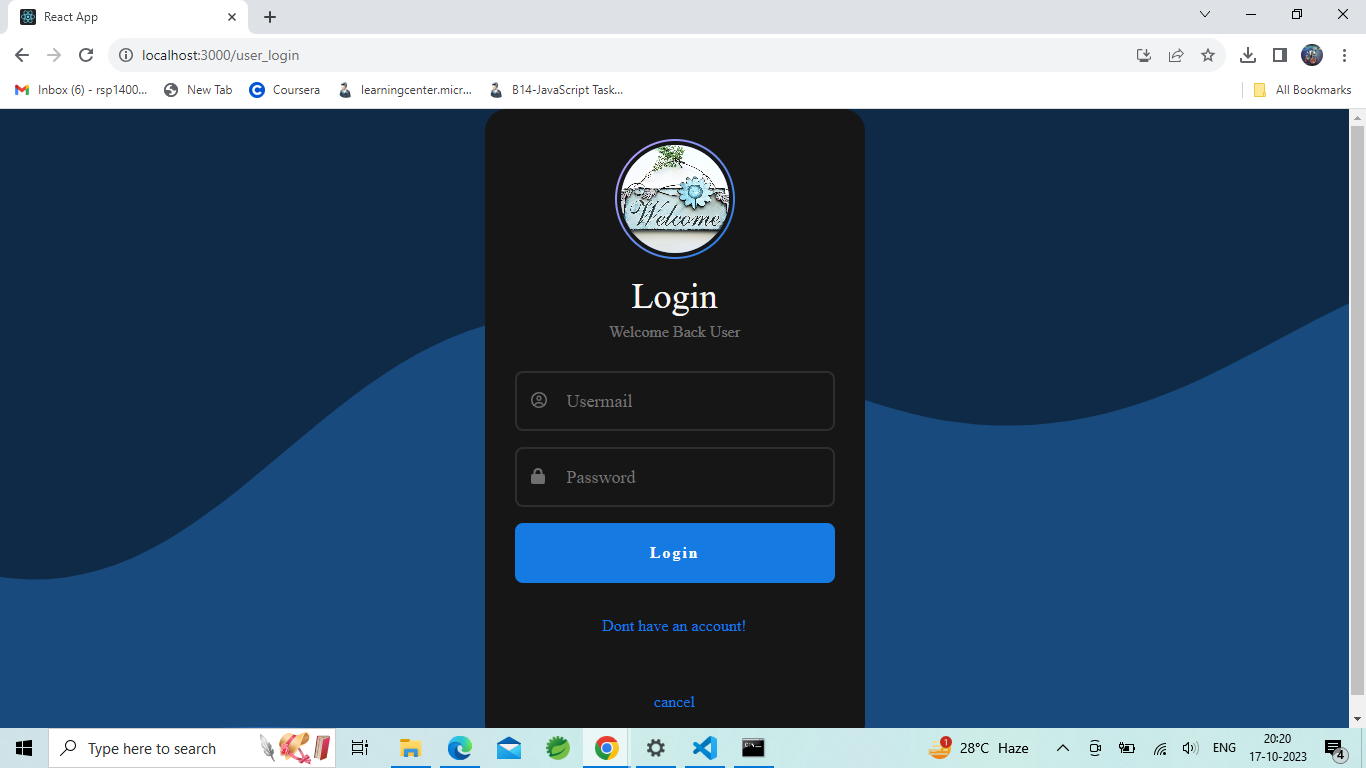 React App
localhost:3000/user_login
Inbox (6) - rsp1400...
New Tab
Coursera
learningcenter.micr...
B14-JavaScript Task...
All Bookmarks
Welcome
Login
Welcome Back User
Usermail
Password
Login
Dont have an account!
cancel
Type here to search
1
28°C Haze
ENG
20:20
17-10-2023
4